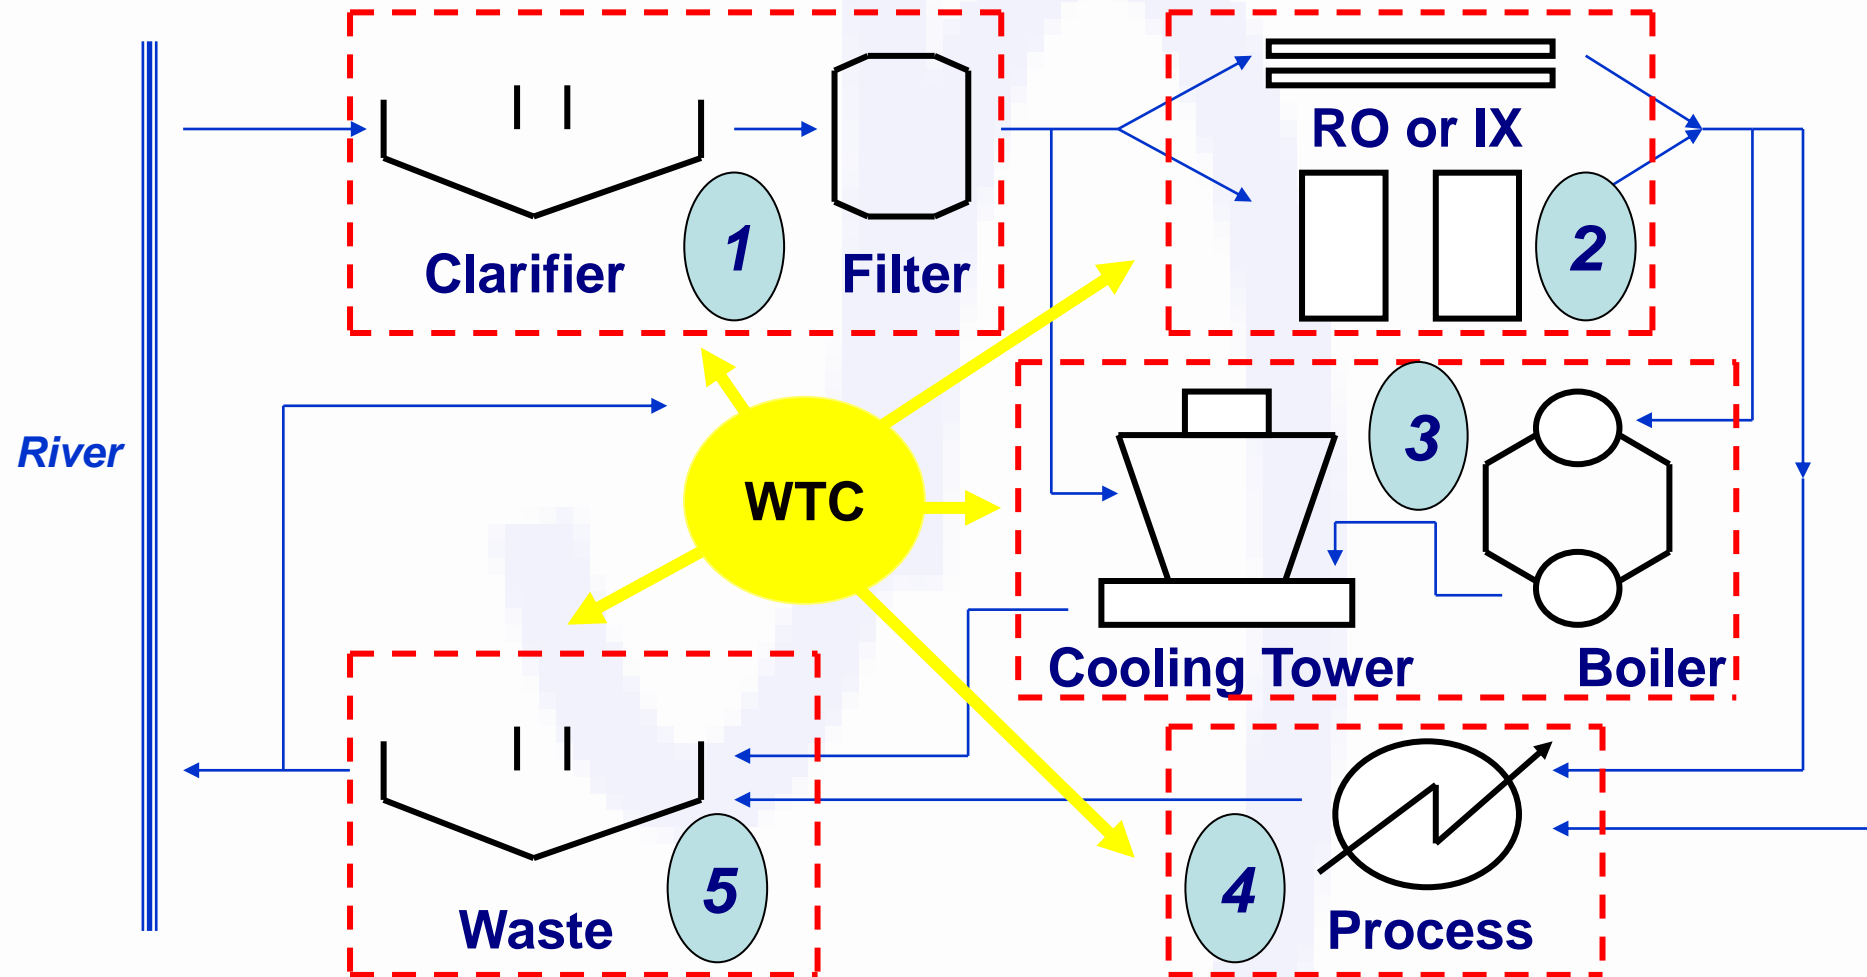 RO or IX
1
2
Clarifier
Filter
3
River
WTC
Cooling Tower
Boiler
5
4
Waste
Process